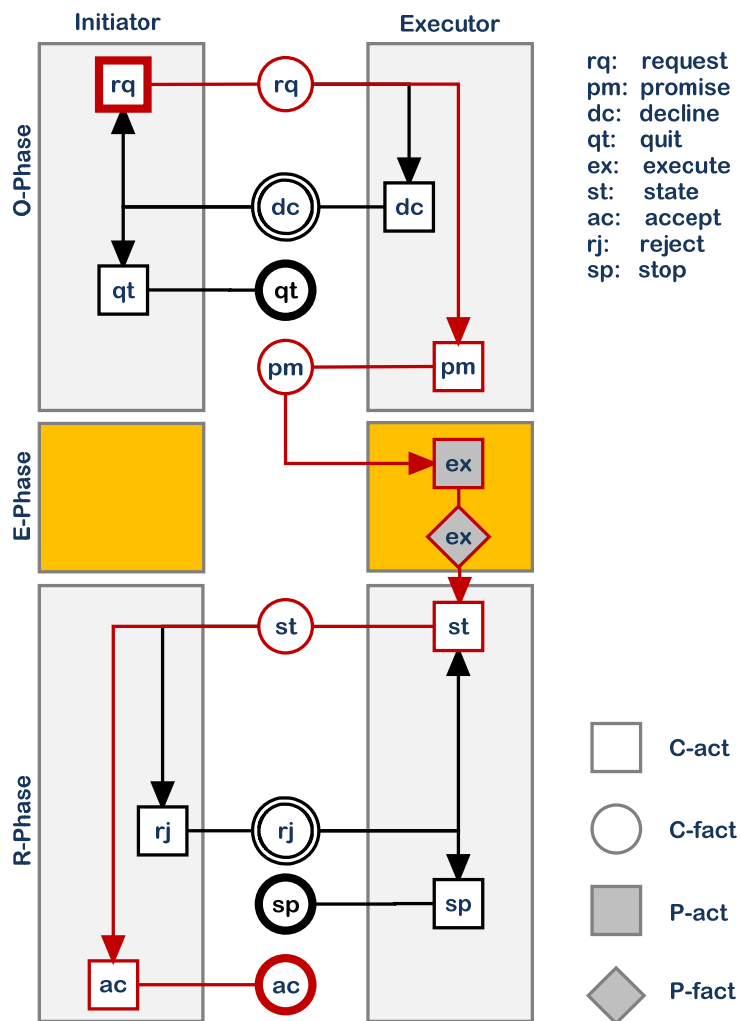 Initiator
Executor
O-Phase
rq
rq
dc
dc
qt
qt
pm
pm
E-Phase
ex
ex
R-Phase
st
st
rj
rj
sp
sp
ac
ac
rq: request
pm: promise
dc: decline
qt: quit
ex: execute
st: state
ac: accept
rj: reject
sp: stop
C-act
C-fact
P-act
P-fact